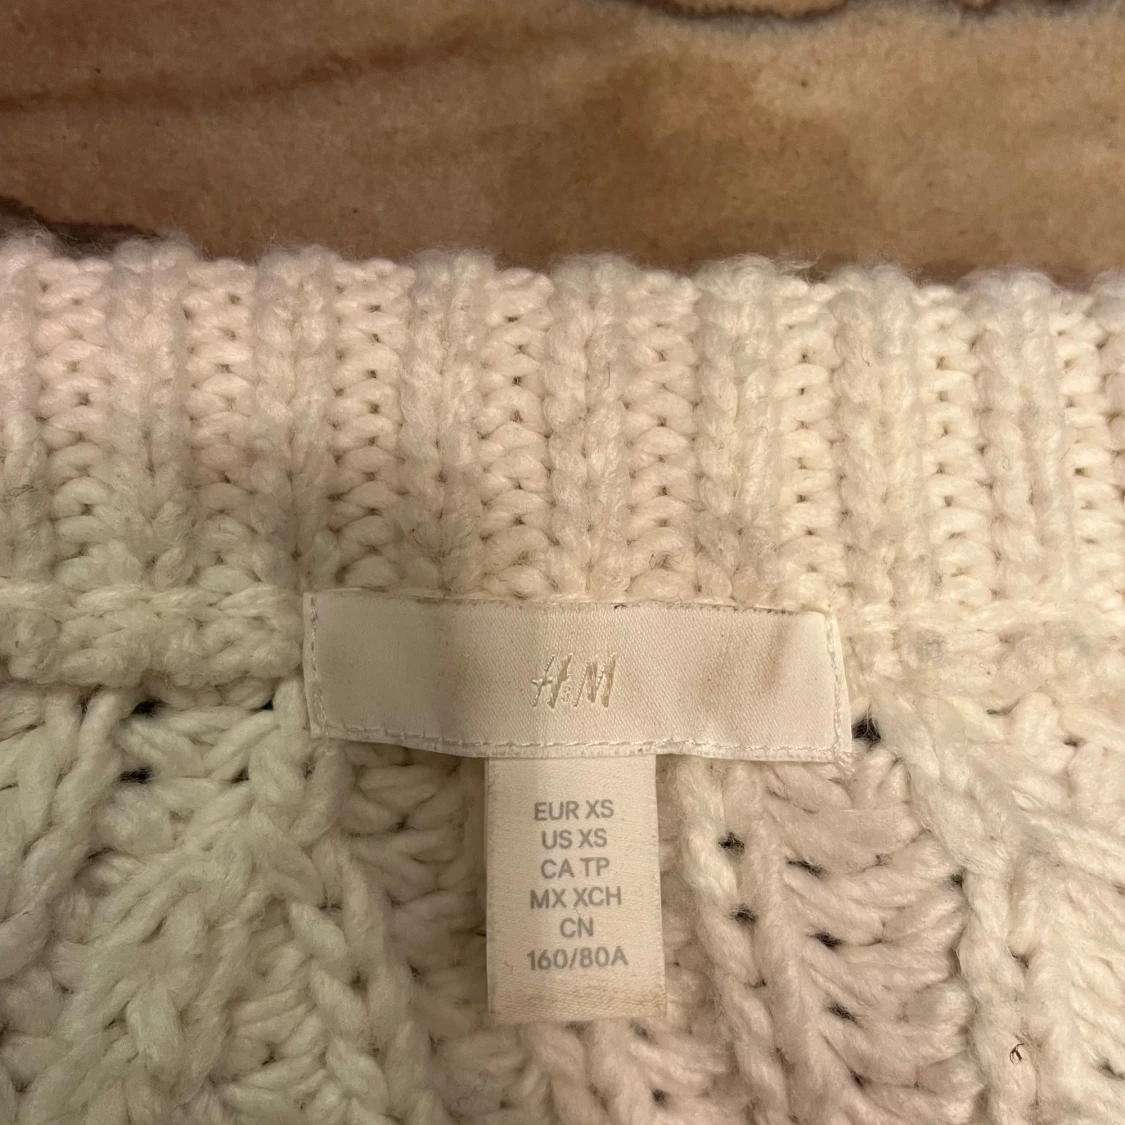 H&M
EUR XS
US XS
CA TP
MX XCH
CN
160/80A